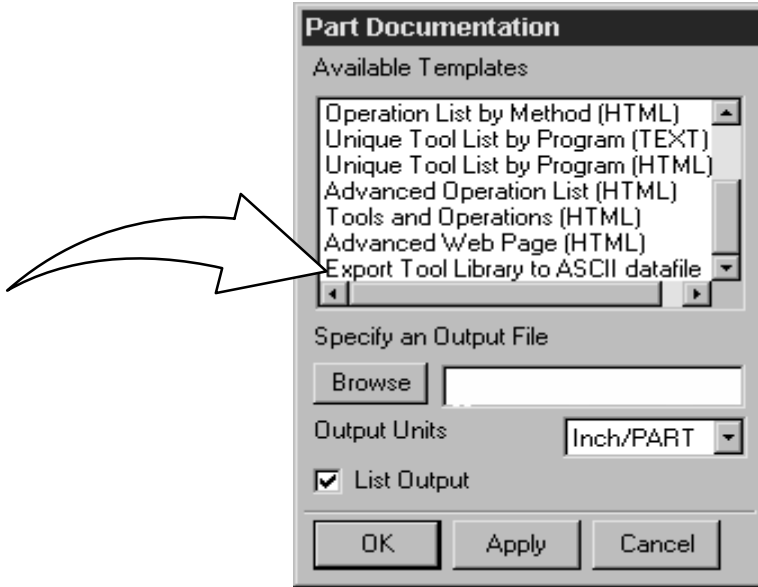 Part Documentation
Available Templates
Operation List by Method (HTML)
Unique Tool List by Program (TEXT)
Unique Tool List by Program (HTML)
Advanced Operation List (HTML)
Tools and Operations (HTML)
Advanced Web Page (HTML)
Export Tool Library to ASCII datafile
Specify an Output File
Browse
Output Units
Inch/PART
List Output
OK
Apply
Cancel